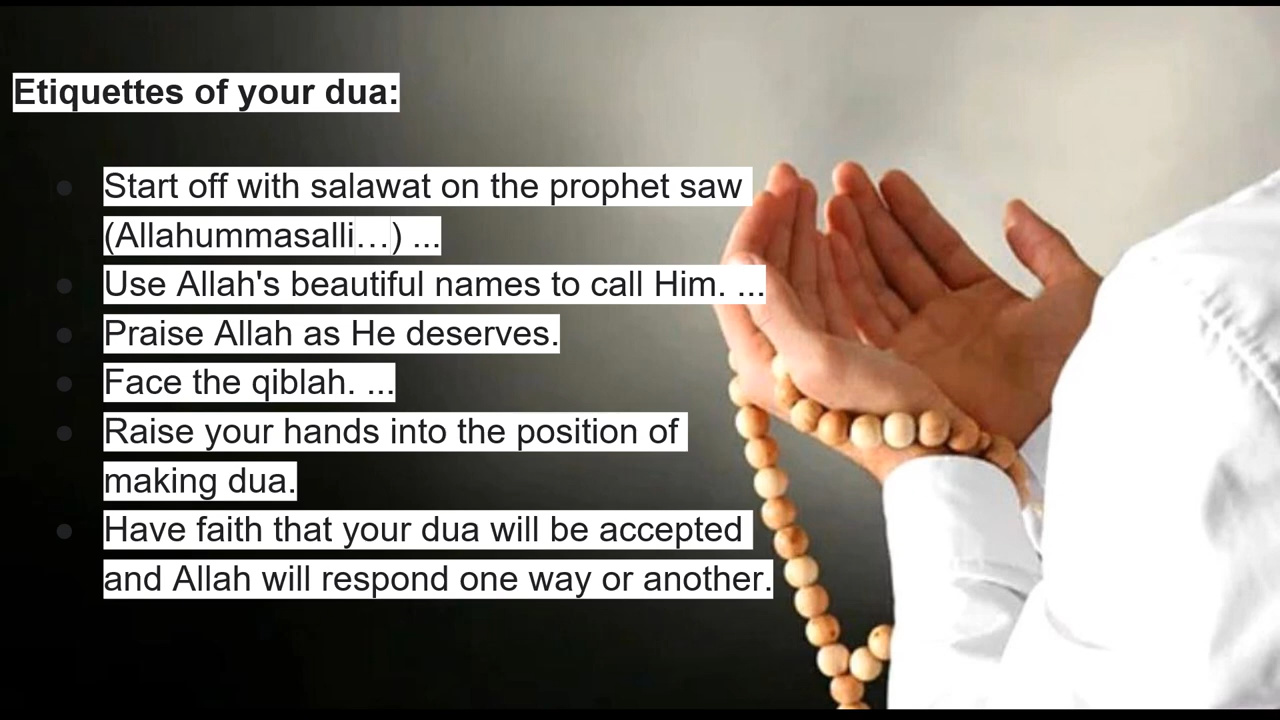 Etiquettes of your dua:
● Start off with salawat on the prophet saw
(Allahummasalli…) ...
● Use Allah's beautiful names to call Him. ...
● Praise Allah as He deserves.
● Face the qiblah. ...
● Raise your hands into the position of
making dua.
● Have faith that your dua will be accepted
and Allah will respond one way or another.